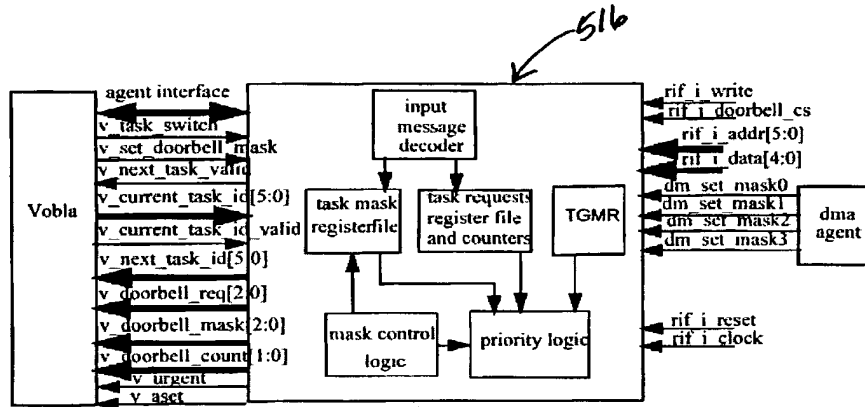 516
agent interface
v_task_switch
v_set_doorbell_mask
v_next_task_valid
v_current_task_id[5:0]
v_current_task_id_valid
v_next_task_id[5:0]
v_doorbell_req[2:0]
v_doorbell_mask[2:0]
v_doorbell_count[1:0]
v_urgent
v_aset
Vobla
input
message
decoder
task mask
registerfile
task requests
register file
and counters
TGMR
mask control
logic
priority logic
rif_i_write
rif_i_doorbell_cs
rif_i_addr[5:0]
rif_i_data[4:0]
dm_set_mask0
dm_set_mask1
dm_set_mask2
dm_set_mask3
rif_i_reset
rif_i_clock
dma
agent